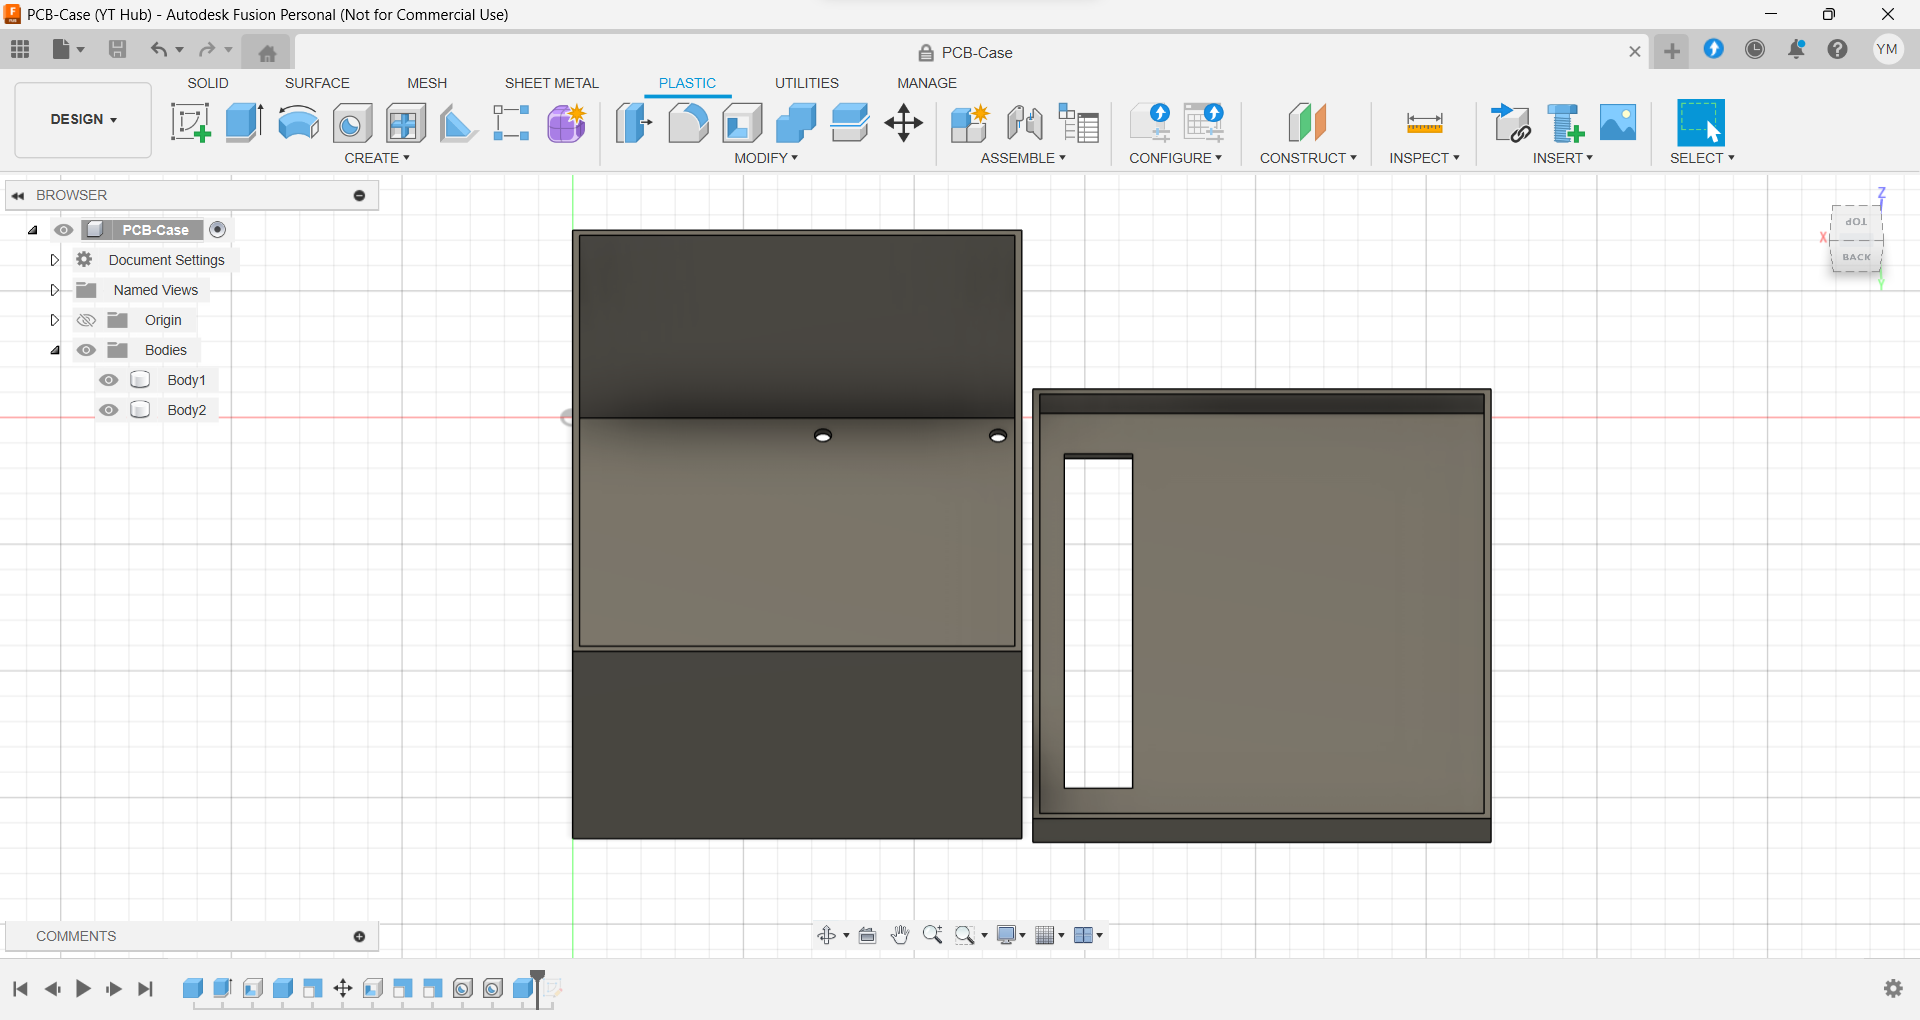 PCB-Case (YT Hub) - Autodesk Fusion Personal (Not for Commercial Use)
PCB-Case
YM
DESIGN
SOLID SURFACE MESH SHEET METAL PLASTIC UTILITIES MANAGE
CREATE MODIFY ASSEMBLE CONFIGURE CONSTRUCT INSPECT INSERT SELECT
BROWSER
PCB-Case
Document Settings
Named Views
Origin
Bodies
Body1
Body2
Z
TOP
X
BACK
Y
COMMENTS